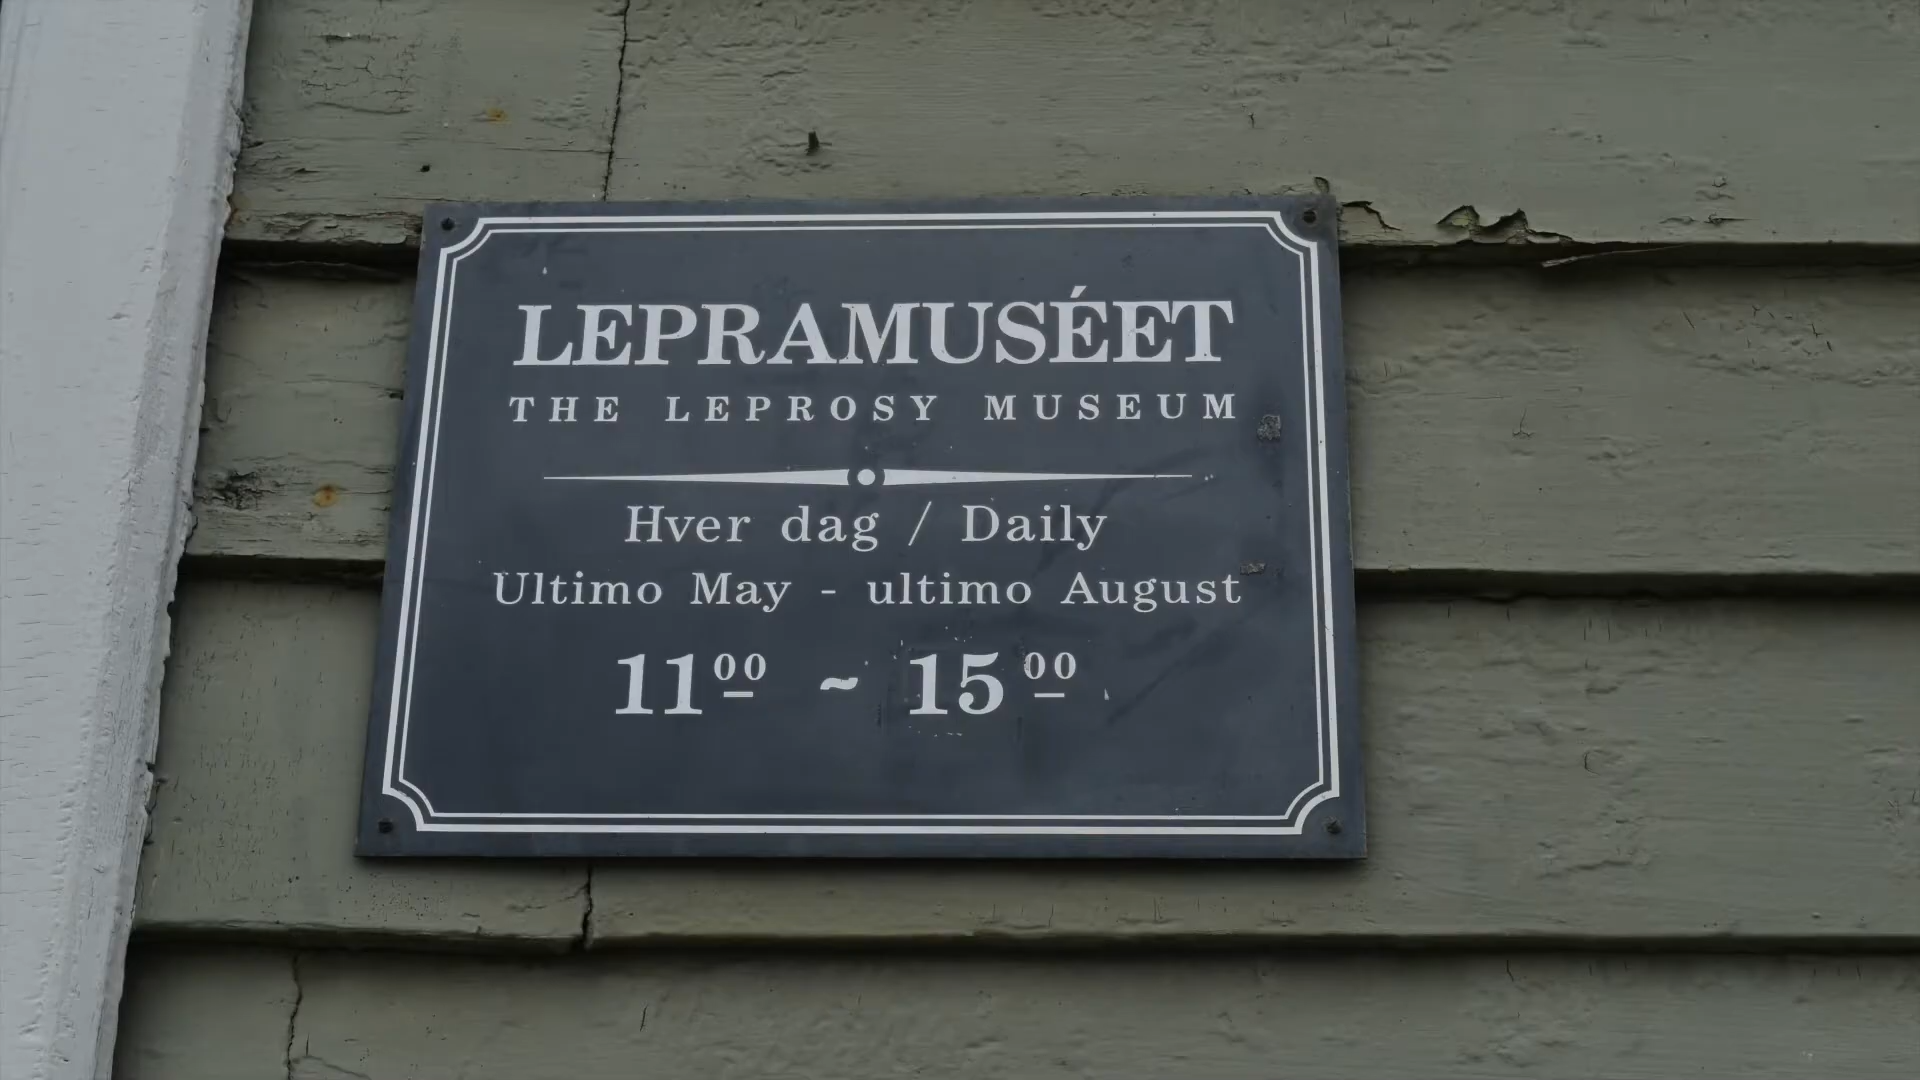 LEPRAMUSÉET
THE LEPROSY MUSEUM
Hver dag / Daily
Ultimo May - ultimo August
1100 ~ 1500